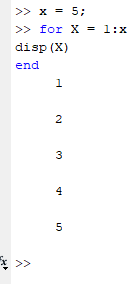 >> x = 5;
>> for X = 1:x
disp(X)
end
1
2
3
4
5
fx >>